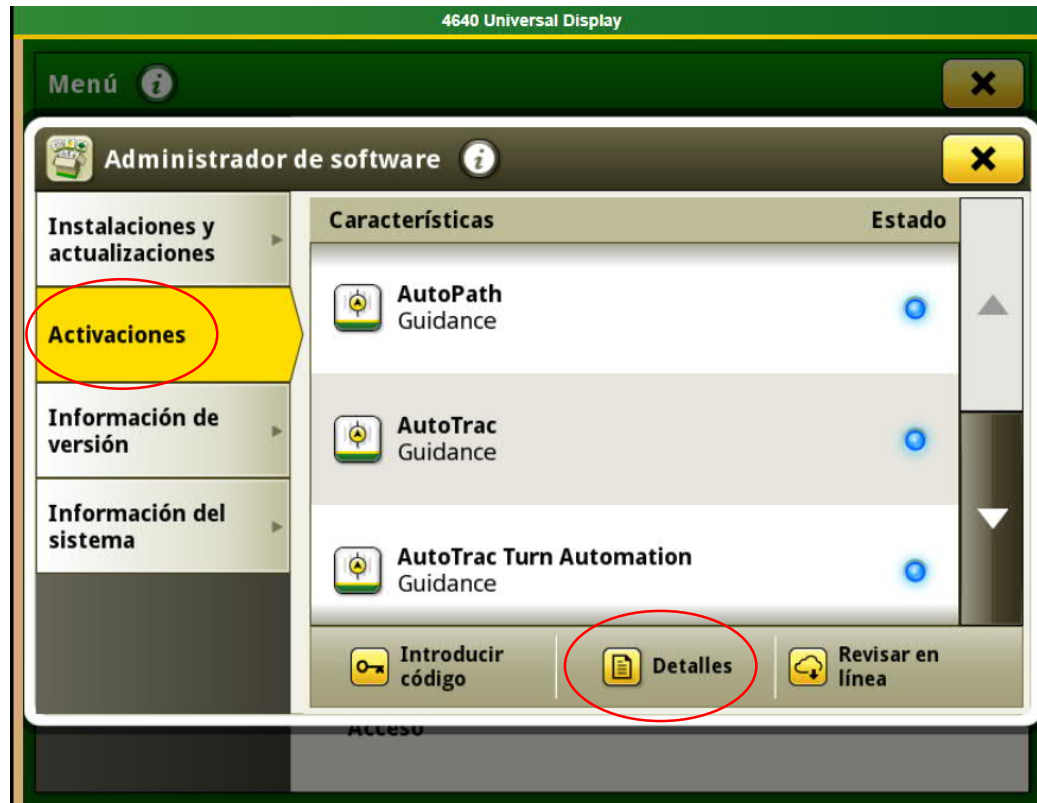 4640 Universal Display
Menú
Administrador de software
Instalaciones y
actualizaciones
Activaciones
Información de
versión
Información del
sistema
Características Estado
AutoPath
Guidance
AutoTrac
Guidance
AutoTrac Turn Automation
Guidance
Introducir
código
Detalles
Revisar en
línea
Acceso